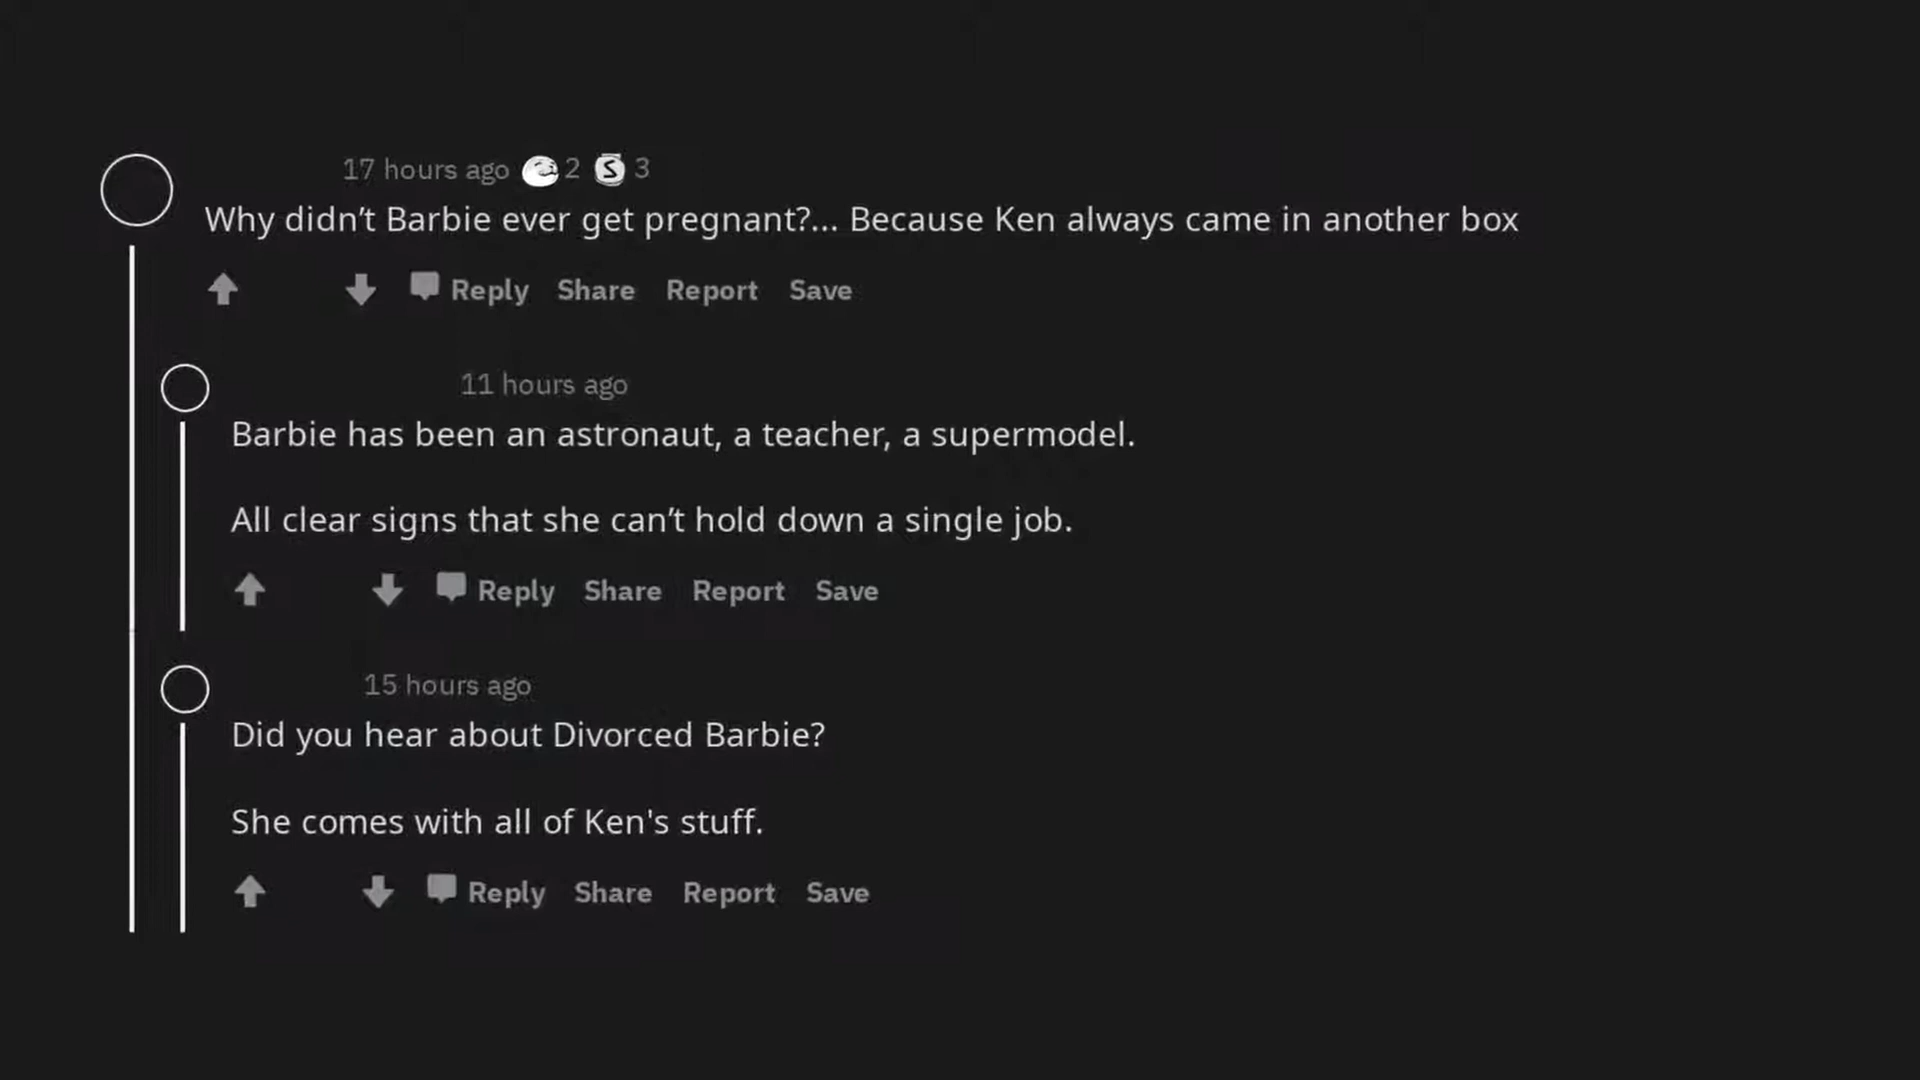 17 hours ago 2 S 3
Why didn’t Barbie ever get pregnant?... Because Ken always came in another box
Reply Share Report Save
11 hours ago
Barbie has been an astronaut, a teacher, a supermodel.
All clear signs that she can’t hold down a single job.
Reply Share Report Save
15 hours ago
Did you hear about Divorced Barbie?
She comes with all of Ken's stuff.
Reply Share Report Save